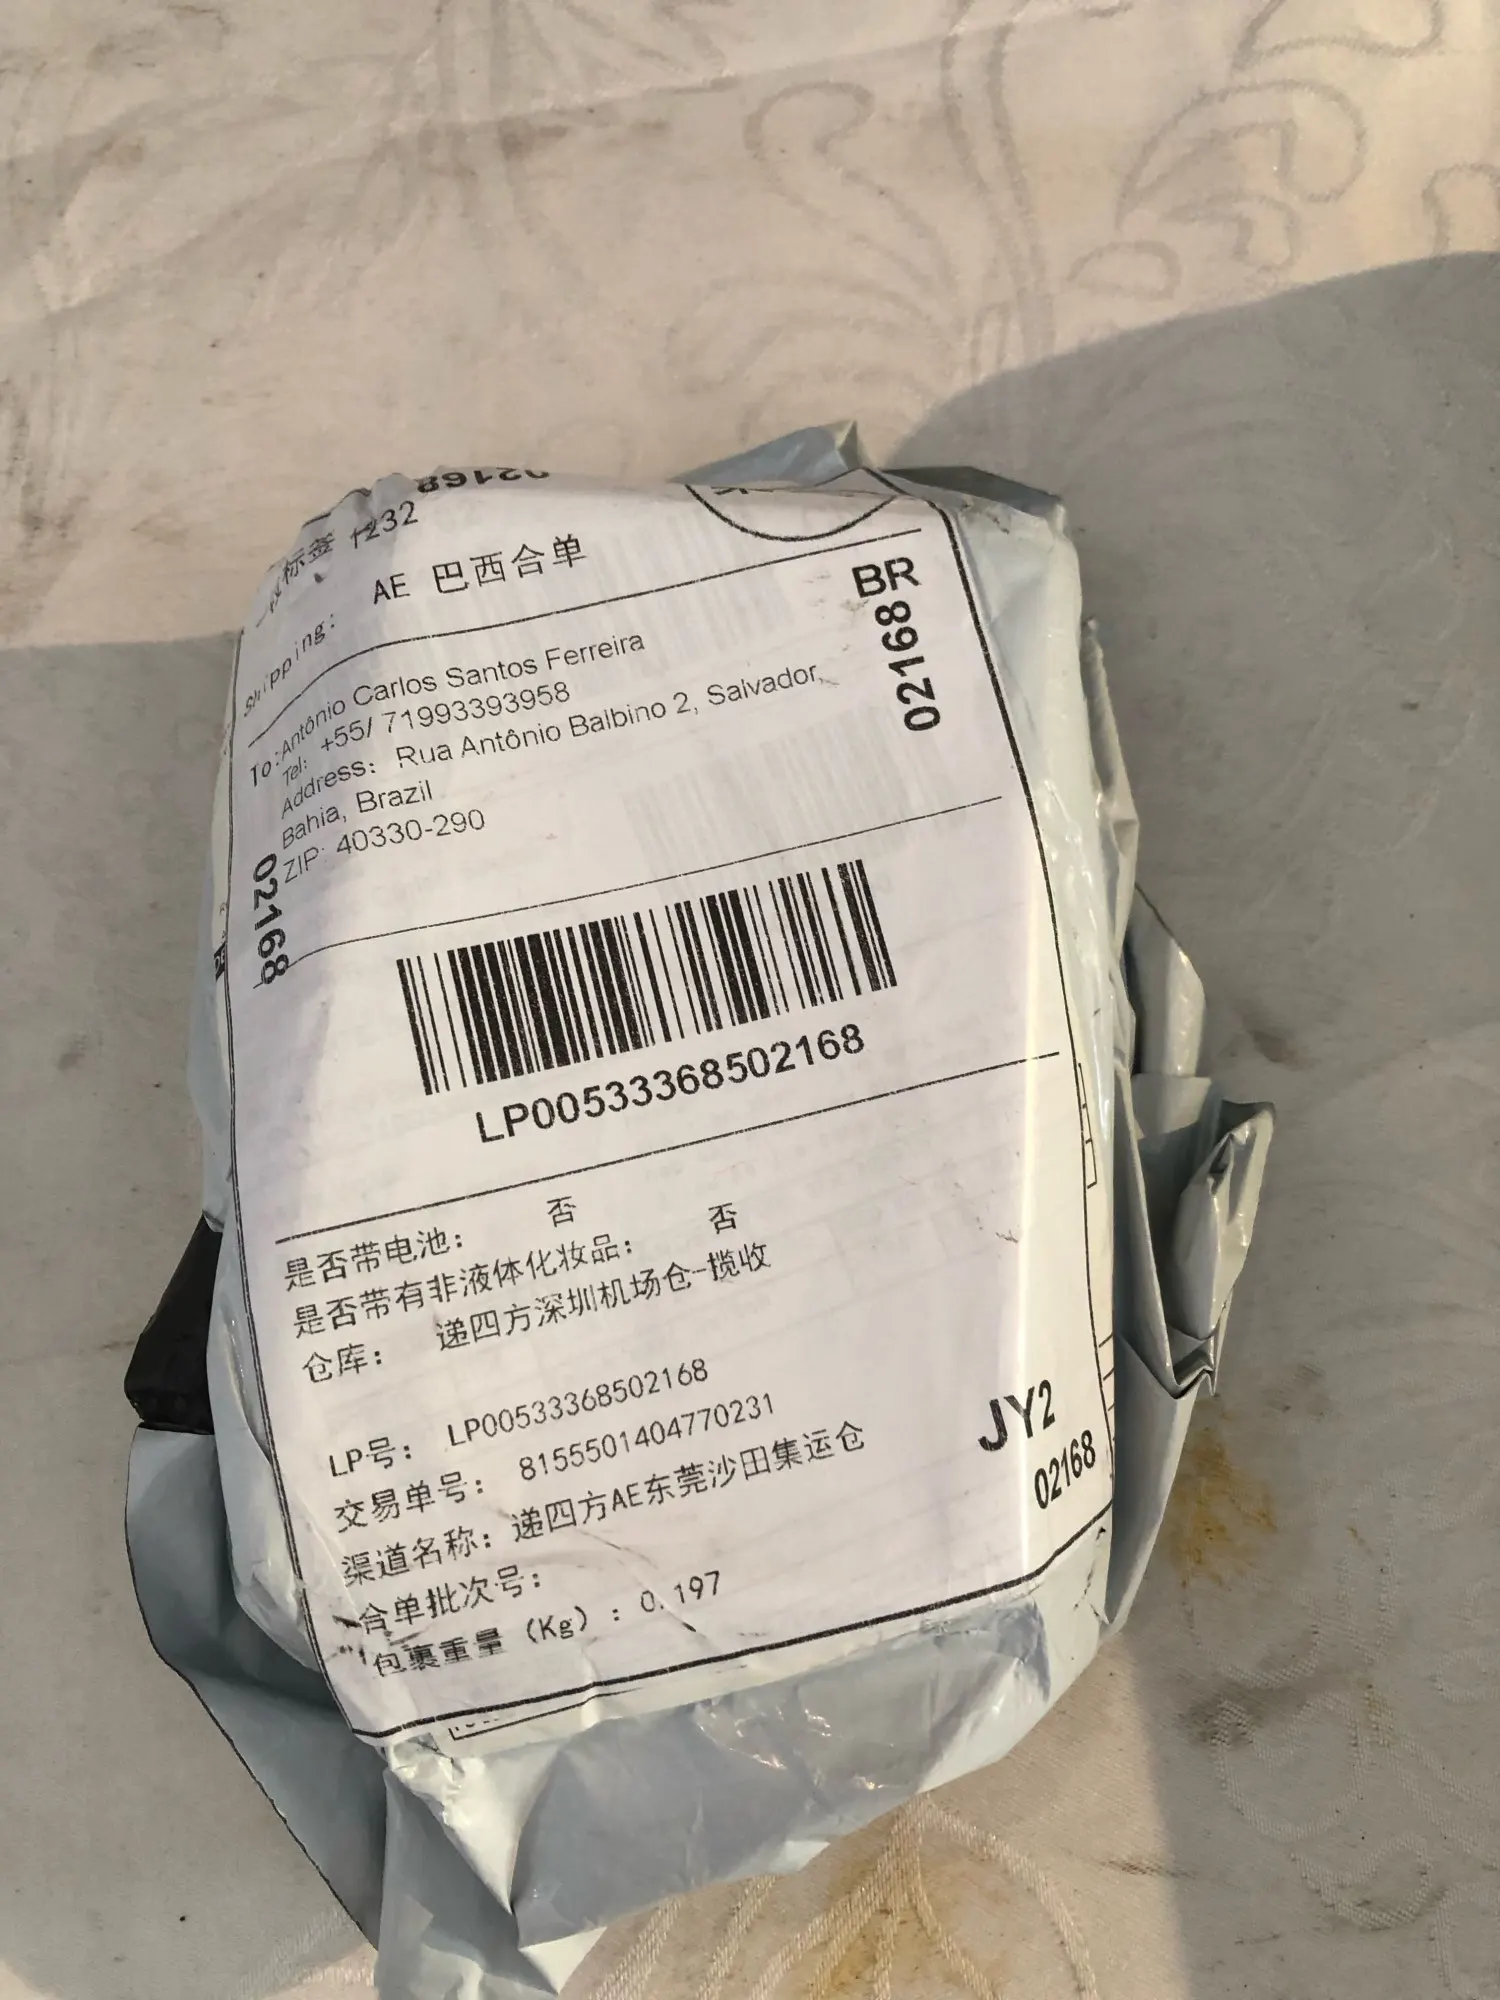 02168
标签 1232
AE 巴西合单
Shipping:
BR
02168
To:Antônio Carlos Santos Ferreira
Tel: +55/ 71993393958
Address: Rua Antônio Balbino 2, Salvador,
Bahia, Brazil
ZIP: 40330-290
02168
LP00533368502168
是否带电池: 否
是否带有非液体化妆品: 否
仓库: 递四方深圳机场仓-揽收
LP号: LP00533368502168
交易单号: 8155501404770231
渠道名称: 递四方AE东莞沙田集运仓
合单批次号:
包裹重量 (Kg) : 0.197
JY2
02168